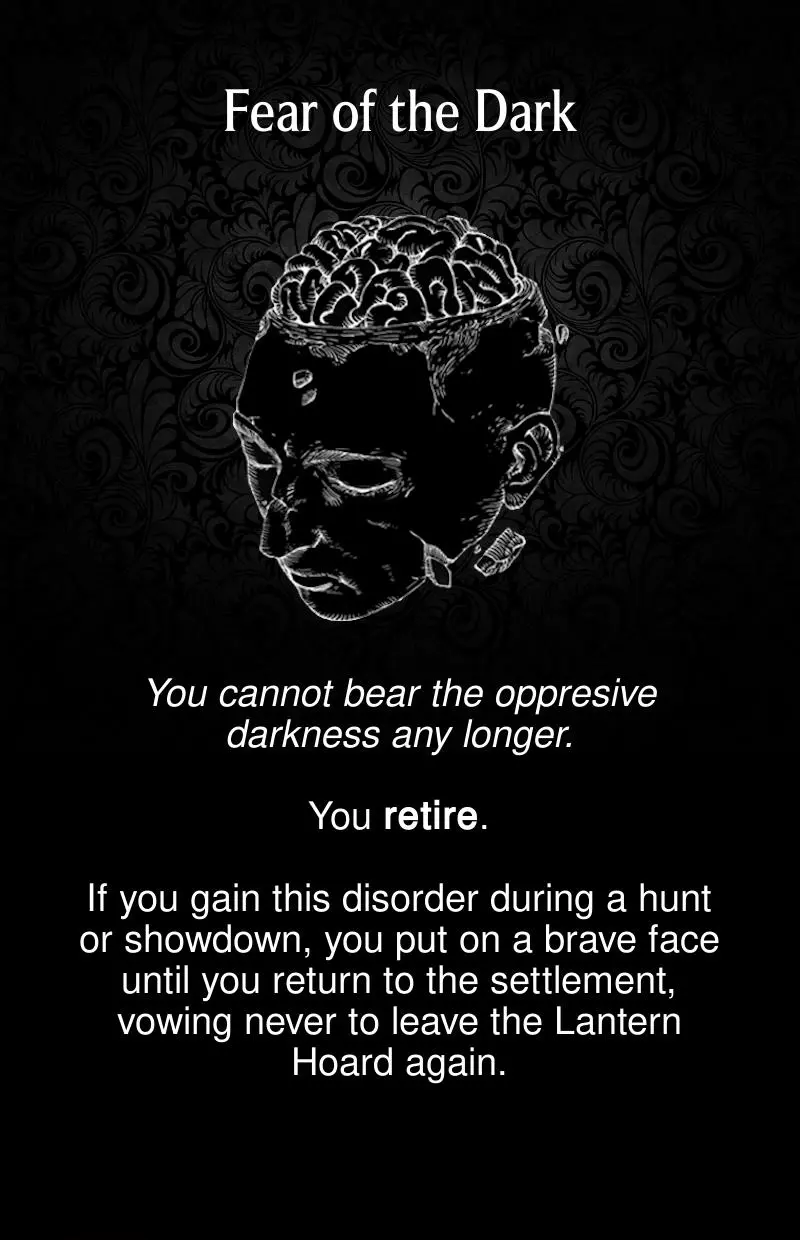 Fear of the Dark
You cannot bear the oppresive
darkness any longer.
You retire.
If you gain this disorder during a hunt
or showdown, you put on a brave face
until you return to the settlement,
vowing never to leave the Lantern
Hoard again.